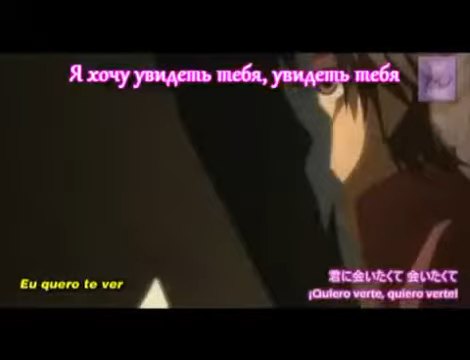 Я хочу увидеть тебя, увидеть тебя
Eu quero te ver
君に会いたくて 会いたくて
¡Quiero verte, quiero verte!